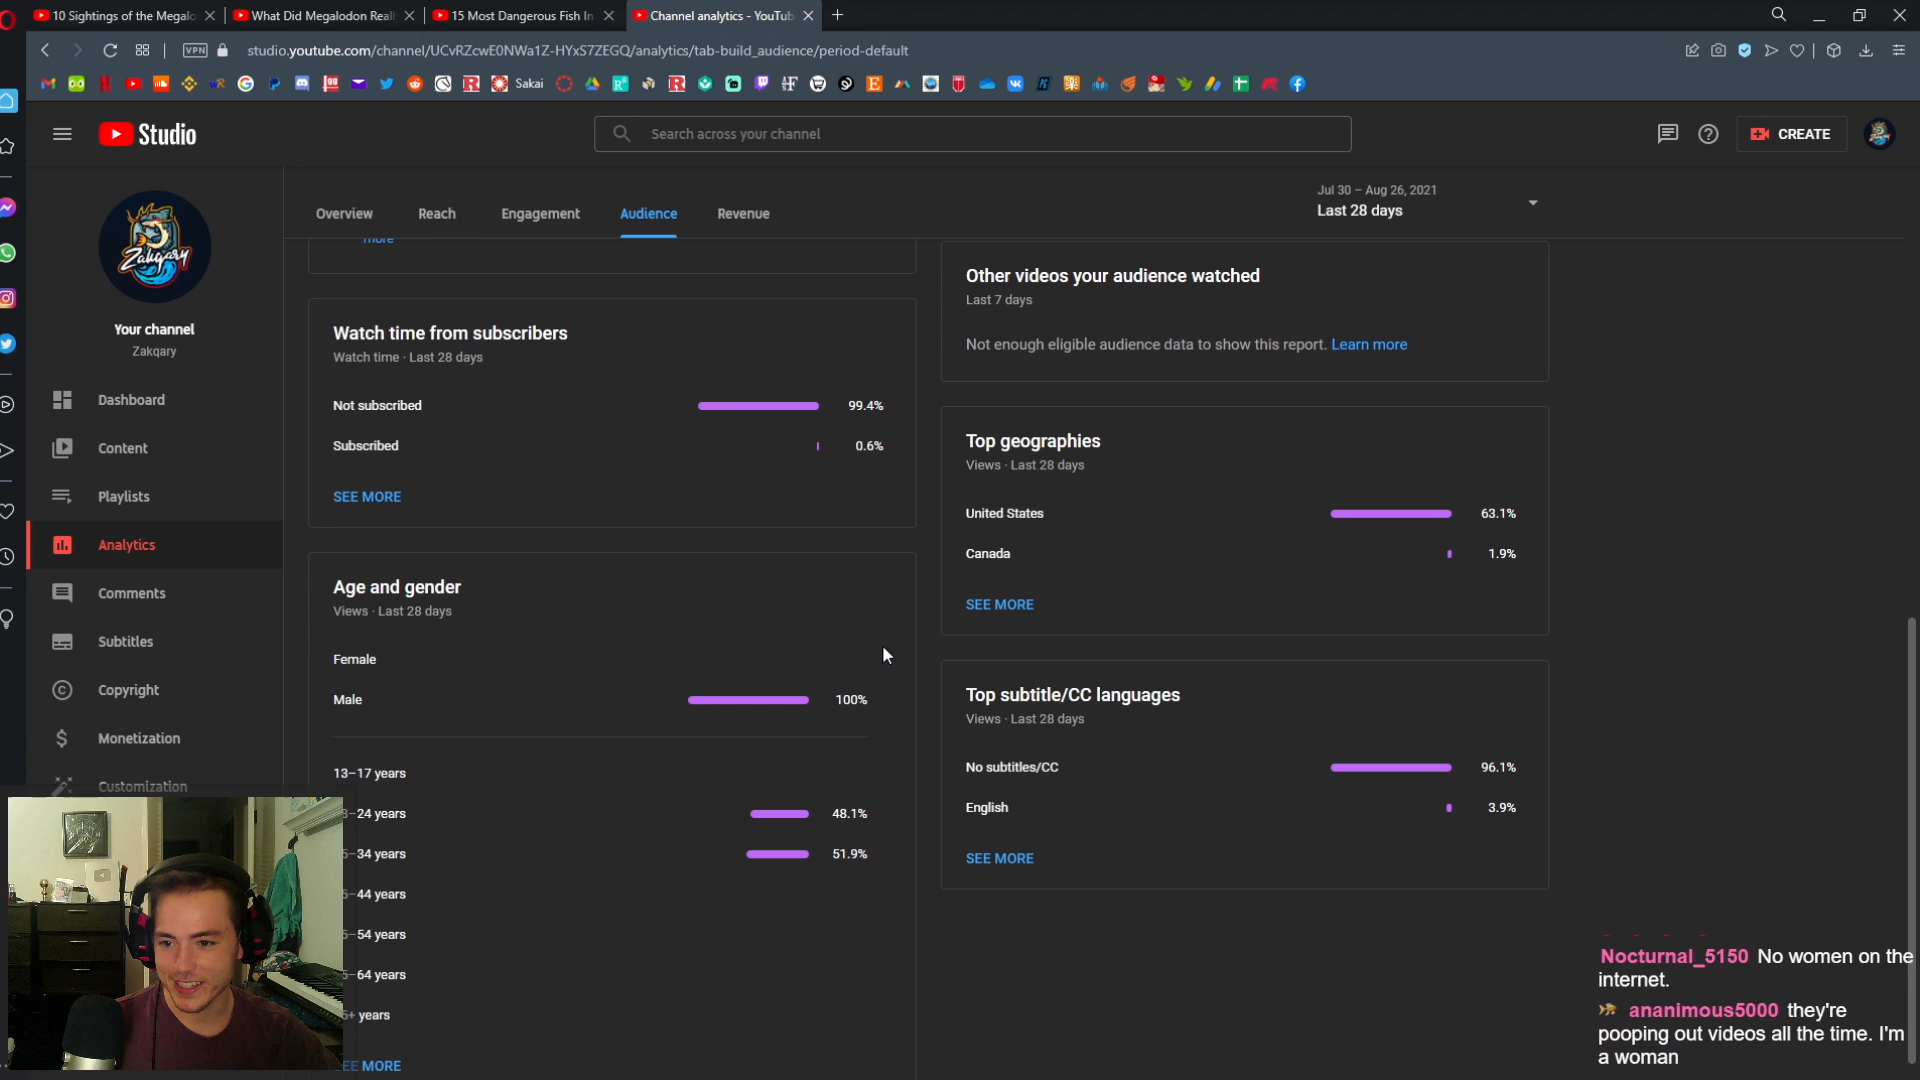 10 Sightings of the Megalo
What Did Megalodon Reall
15 Most Dangerous Fish In
Channel analytics - YouTub
VPN
studio.youtube.com/channel/UCvRZcwE0NWa1Z-HYxS7ZEGQ/analytics/tab-build_audience/period-default
Sakai
Studio
Search across your channel
CREATE
Zakqary
Your channel
Zakqary
Dashboard
Content
Playlists
Analytics
Comments
Subtitles
Copyright
Monetization
Customization
Overview
Reach
Engagement
Audience
Revenue
Jul 30 – Aug 26, 2021
Last 28 days
more
Watch time from subscribers
Watch time · Last 28 days
Not subscribed 99.4%
Subscribed 0.6%
SEE MORE
Age and gender
Views · Last 28 days
Female
Male 100%
13–17 years
–24 years 48.1%
–34 years 51.9%
–44 years
–54 years
–64 years
years
EE MORE
Other videos your audience watched
Last 7 days
Not enough eligible audience data to show this report. Learn more
Top geographies
Views · Last 28 days
United States 63.1%
Canada 1.9%
SEE MORE
Top subtitle/CC languages
Views · Last 28 days
No subtitles/CC 96.1%
English 3.9%
SEE MORE
Nocturnal_5150 No women on the
internet.
ananimous5000 they're
pooping out videos all the time. I'm
a woman